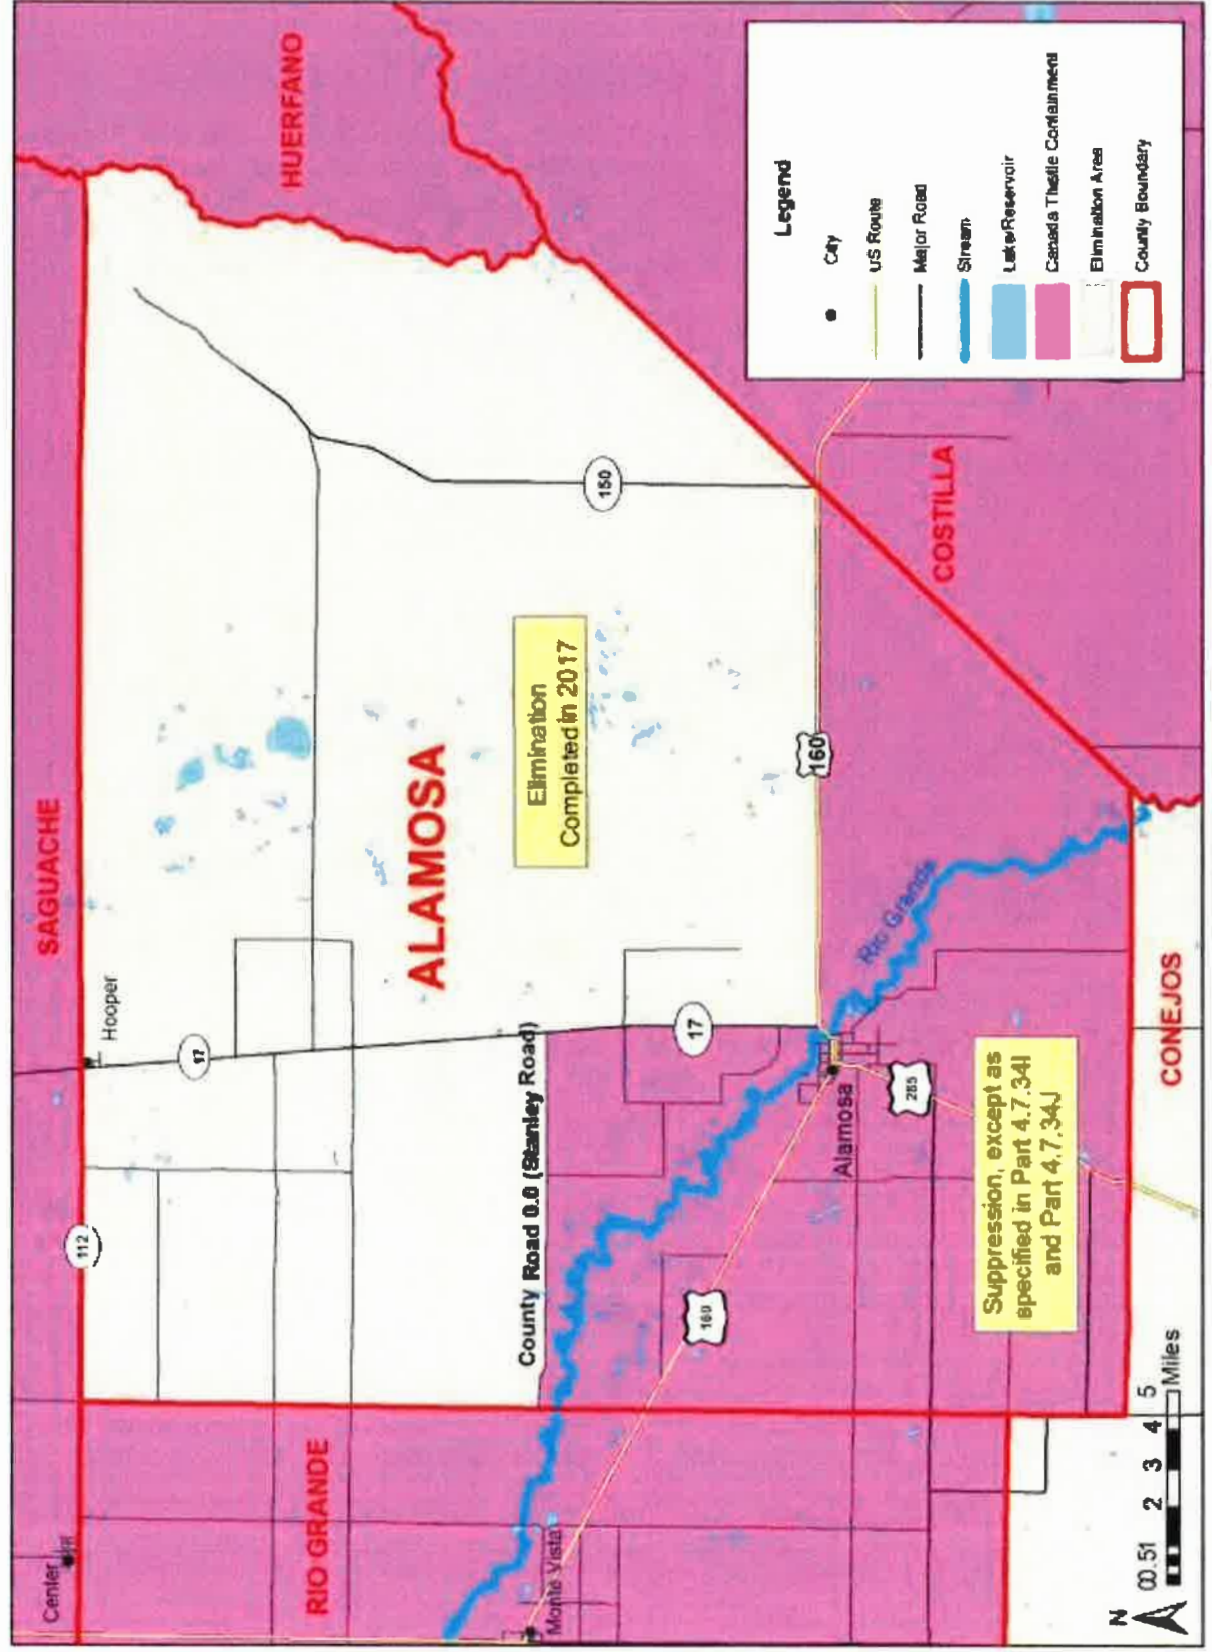 SAGUACHE
HUERFANO
Center
112
Hooper
17
150
ALAMOSA
Elimination
Completed in 2017
RIO GRANDE
County Road 0.0 (Stanley Road)
17
160
COSTILLA
Rio Grande
Monte Vista
160
Alamosa
285
Suppression, except as
specified in Part 4.7.34I
and Part 4.7.34J
CONEJOS
N
0 0.5 1 2 3 4 5
Miles
Legend
City
US Route
Major Road
Stream
Lake/Reservoir
Canada Thistle Containment
Elimination Area
County Boundary